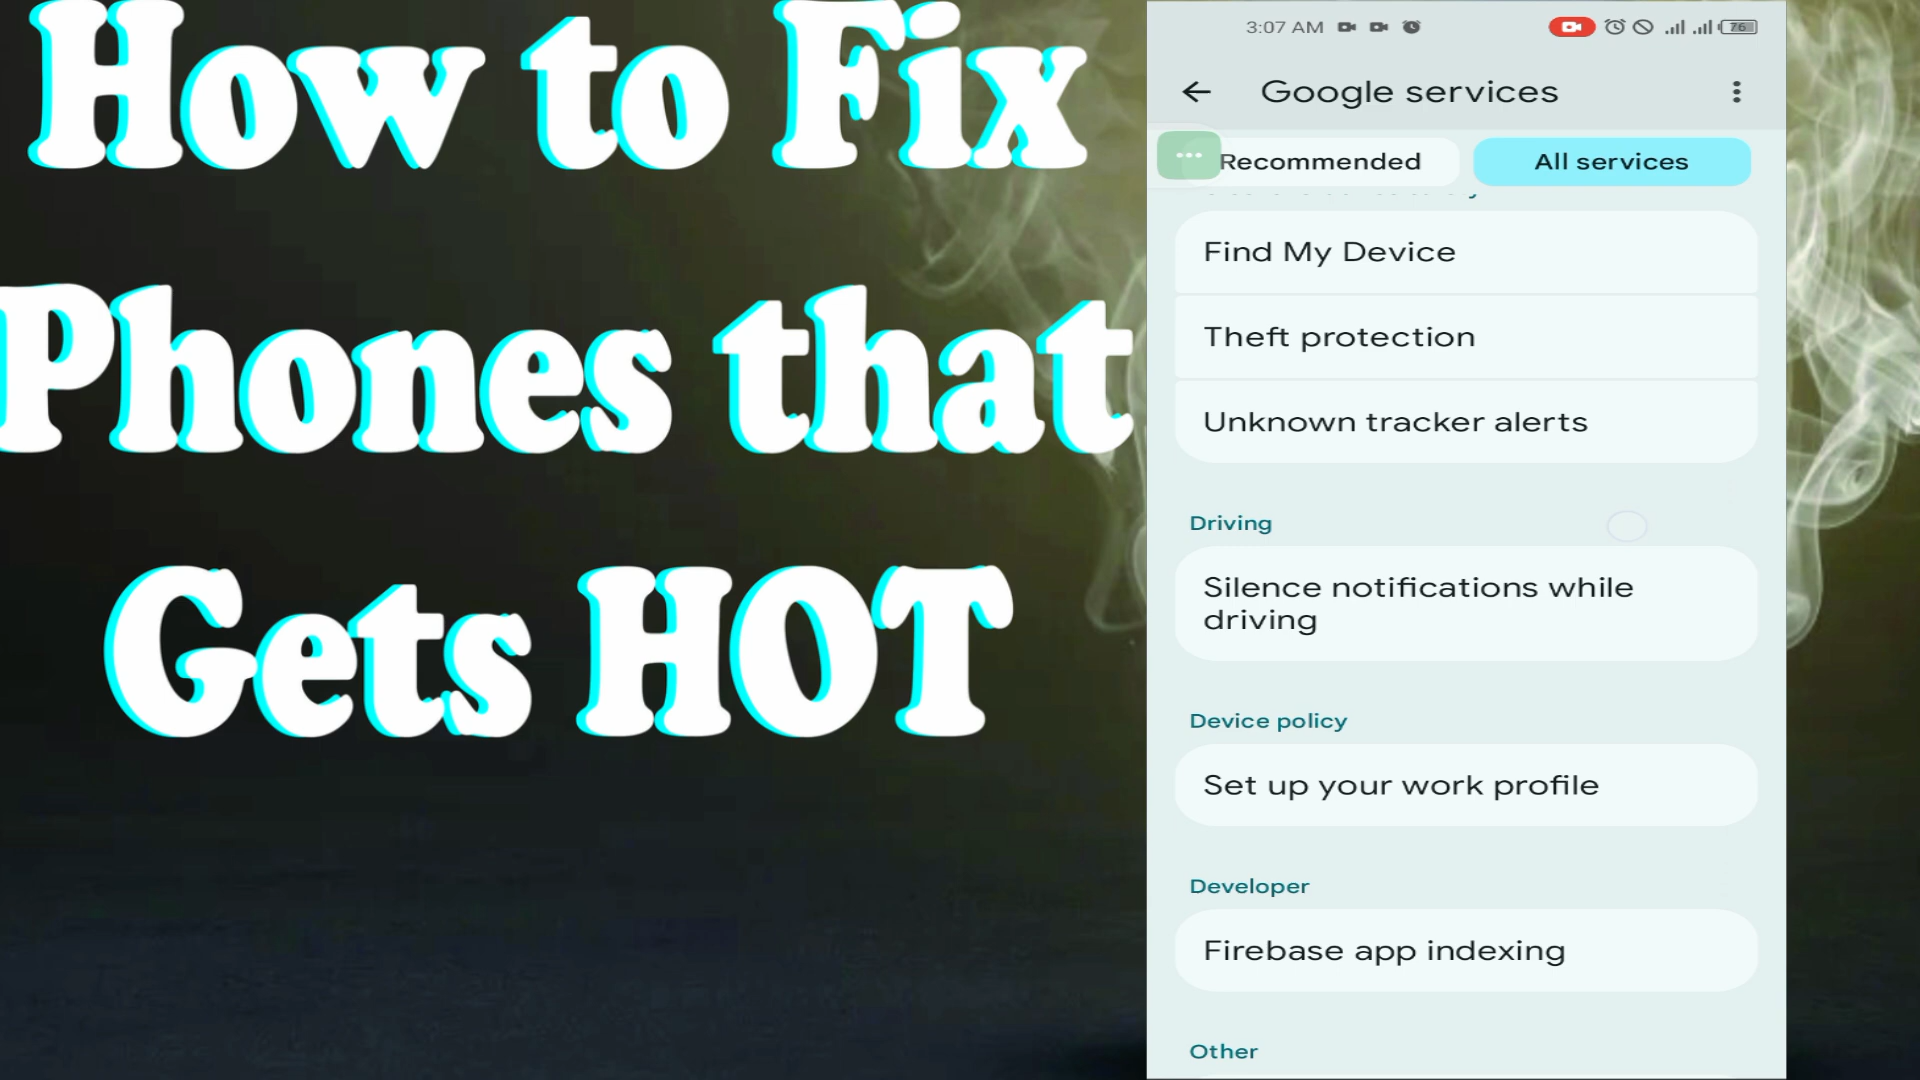 How to Fix
Phones that
Gets HOT
3:07 AM
76
Google services
Recommended
All services
Find My Device
Theft protection
Unknown tracker alerts
Driving
Silence notifications while
driving
Device policy
Set up your work profile
Developer
Firebase app indexing
Other